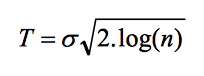 T = σ√2.log(n)